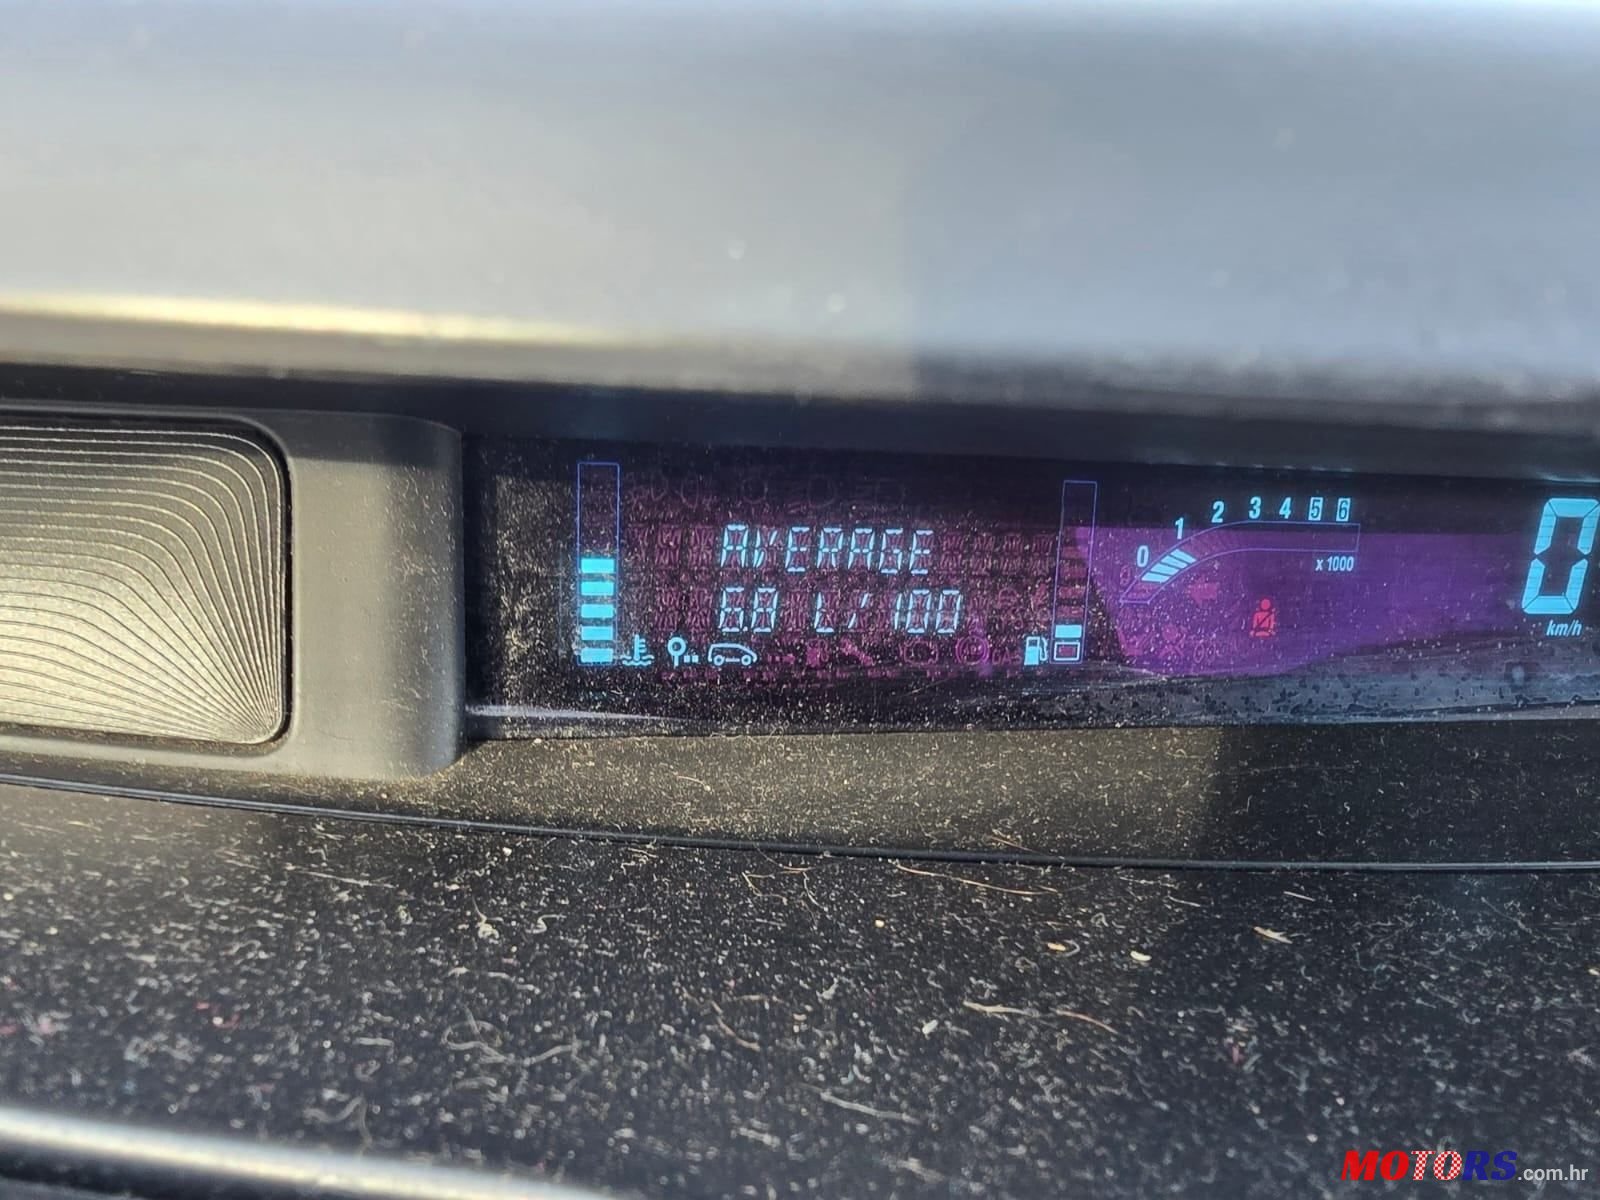 AVERAGE
6.8 L/100
0 1 2 3 4 5 6
x 1000
0
km/h
MOTORS.com.hr